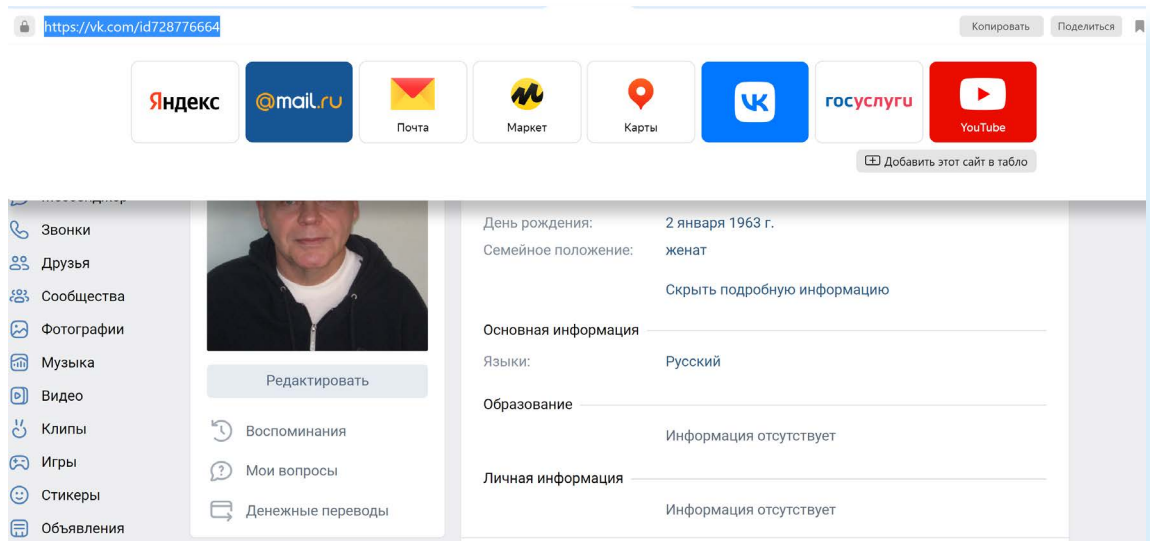 https://vk.com/id728776664
Копировать
Поделиться
Яндекс
@mail.ru
Почта
Маркет
Карты
VK
госуслуги
YouTube
Добавить этот сайт в табло
Звонки
Друзья
Сообщества
Фотографии
Музыка
Видео
Клипы
Игры
Стикеры
Объявления
Редактировать
Воспоминания
Мои вопросы
Денежные переводы
День рождения: 2 января 1963 г.
Семейное положение: женат
Скрыть подробную информацию
Основная информация
Языки: Русский
Образование
Информация отсутствует
Личная информация
Информация отсутствует